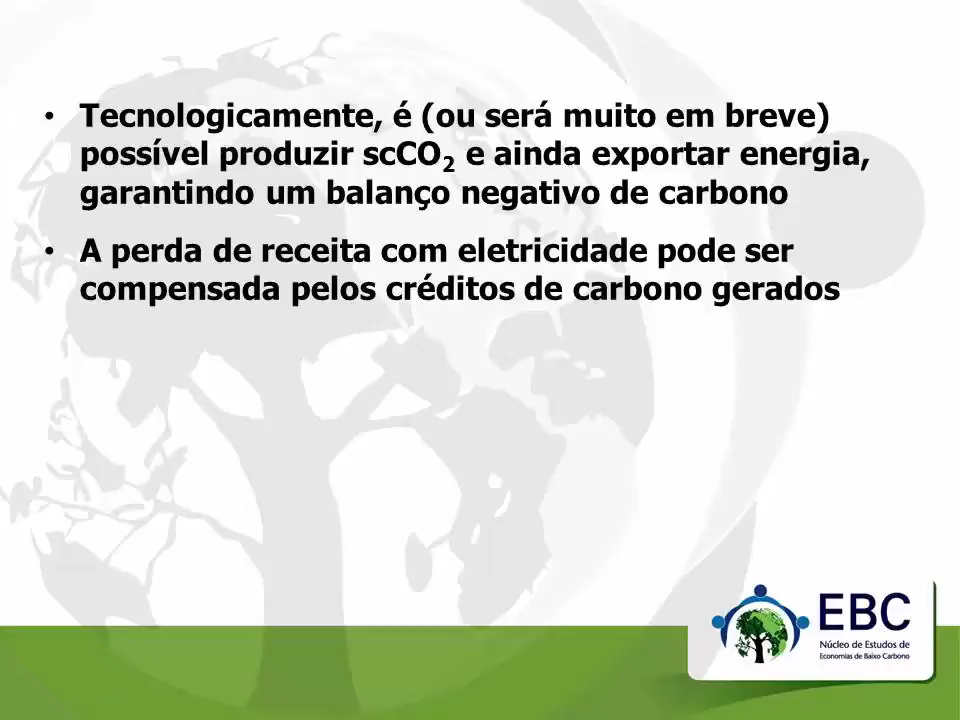 • Tecnologicamente, é (ou será muito em breve)
possível produzir scCO₂ e ainda exportar energia,
garantindo um balanço negativo de carbono
• A perda de receita com eletricidade pode ser
compensada pelos créditos de carbono gerados
EBC
Núcleo de Estudos de
Economias de Baixo Carbono